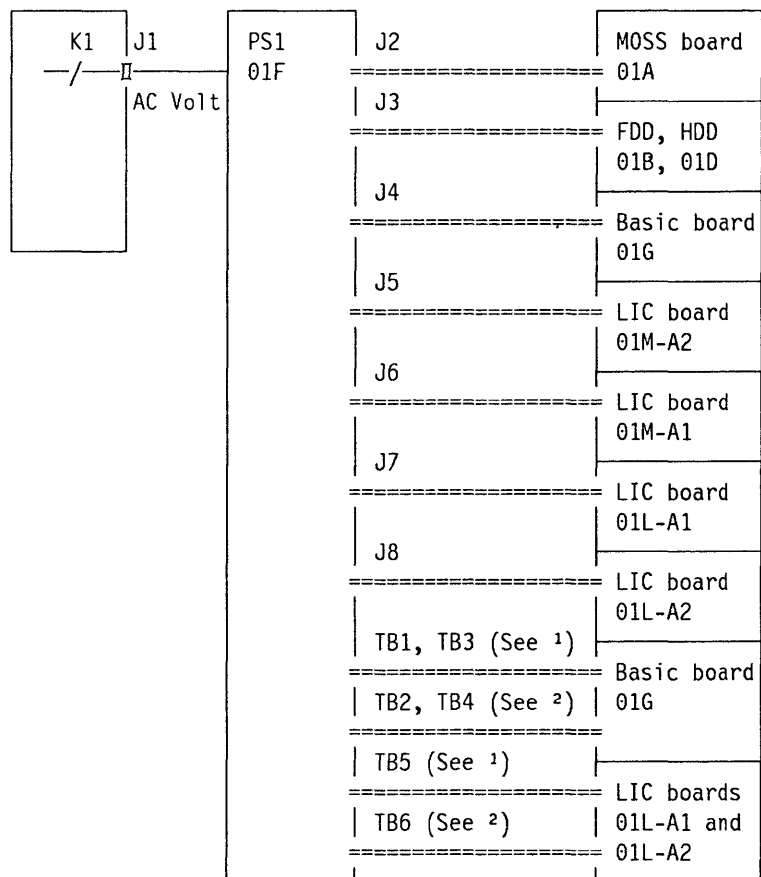 K1 J1
AC Volt
PS1
01F
J2
J3
J4
J5
J6
J7
J8
TB1, TB3 (See ¹)
TB2, TB4 (See ²)
TB5 (See ¹)
TB6 (See ²)
MOSS board
01A
FDD, HDD
01B, 01D
Basic board
01G
LIC board
01M-A2
LIC board
01M-A1
LIC board
01L-A1
LIC board
01L-A2
Basic board
01G
LIC boards
01L-A1 and
01L-A2